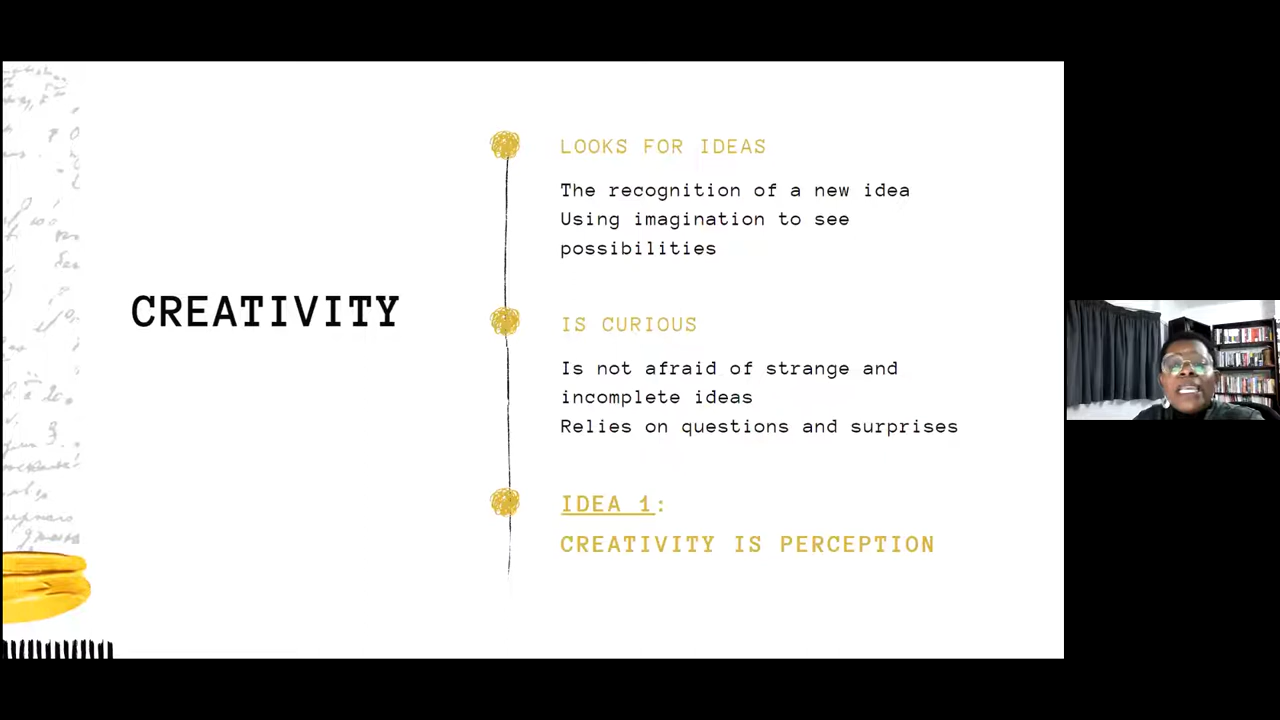 CREATIVITY
LOOKS FOR IDEAS
The recognition of a new idea
Using imagination to see
possibilities
IS CURIOUS
Is not afraid of strange and
incomplete ideas
Relies on questions and surprises
IDEA 1:
CREATIVITY IS PERCEPTION